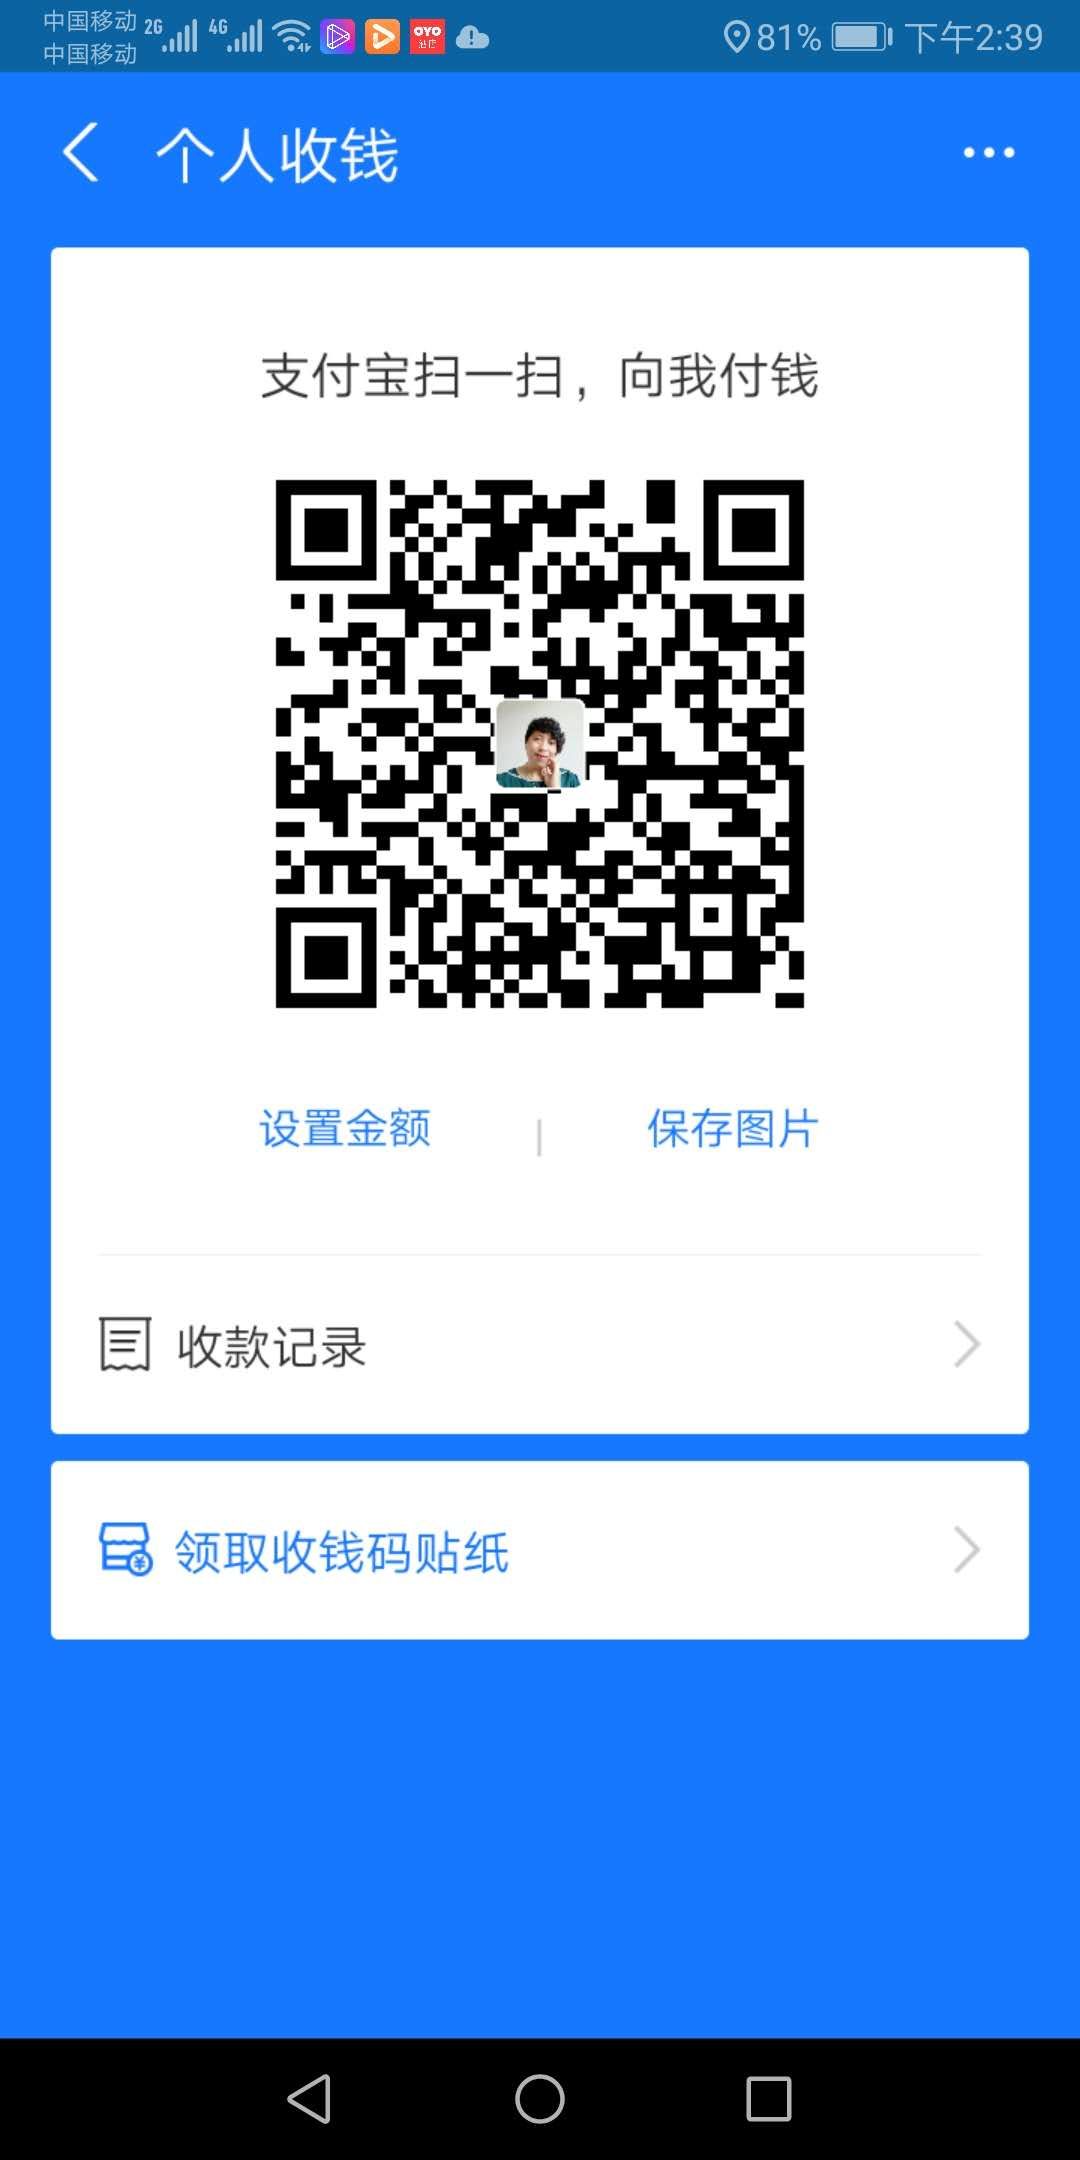 中国移动 2G 4G 81% 下午2:39
中国移动
OYO
个人收钱
支付宝扫一扫，向我付钱
设置金额 | 保存图片
收款记录
领取收钱码贴纸